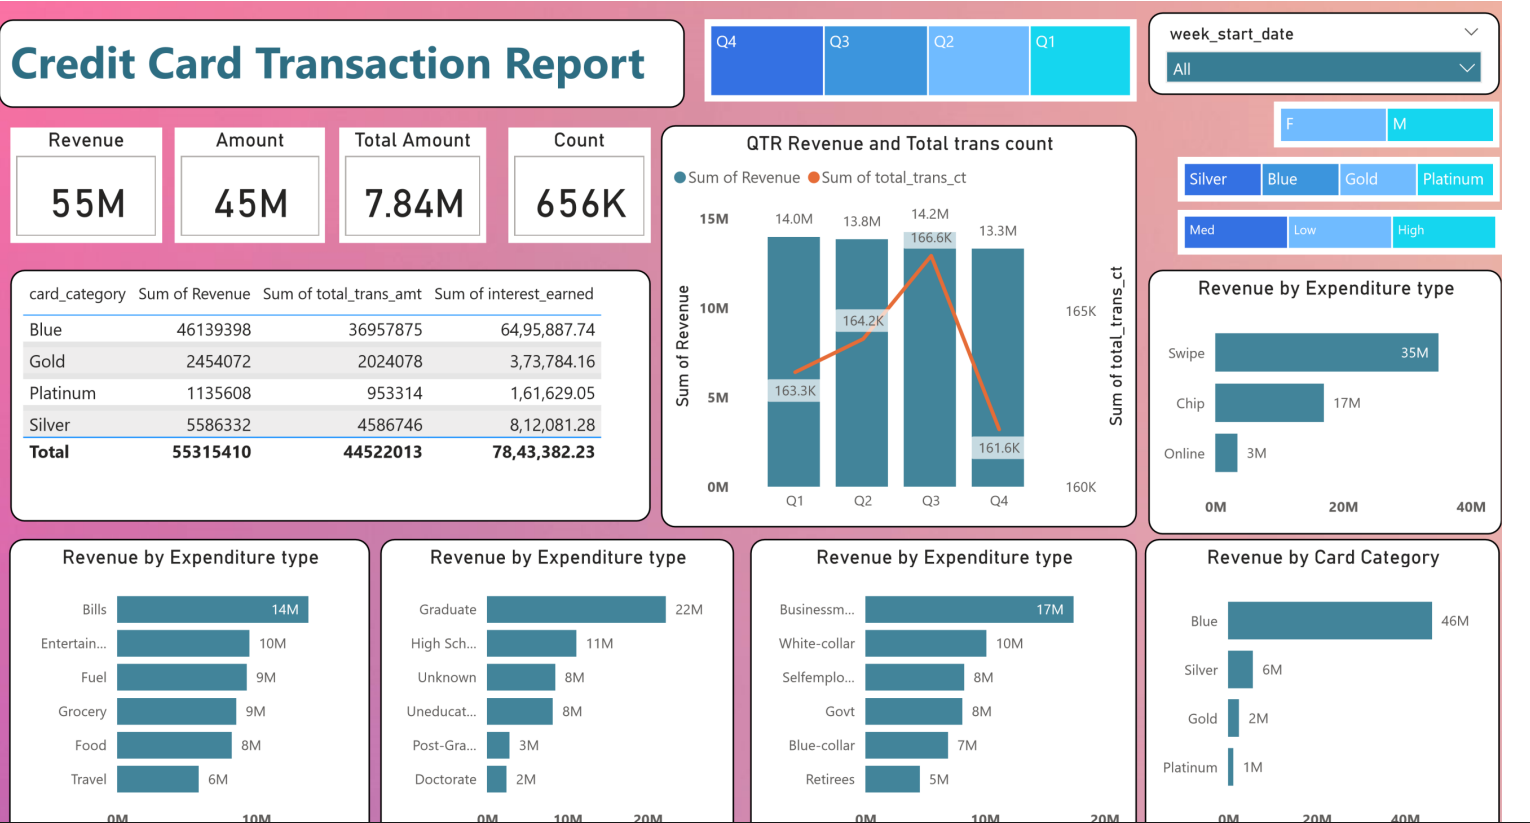 Credit Card Transaction Report
Q4 Q3 Q2 Q1
week_start_date
All
F M
Silver Blue Gold Platinum
Med Low High
Revenue
55M
Amount
45M
Total Amount
7.84M
Count
656K
card_category Sum of Revenue Sum of total_trans_amt Sum of interest_earned
Blue 46139398 36957875 64,95,887.74
Gold 2454072 2024078 3,73,784.16
Platinum 1135608 953314 1,61,629.05
Silver 5586332 4586746 8,12,081.28
Total 55315410 44522013 78,43,382.23
QTR Revenue and Total trans count
Sum of Revenue Sum of total_trans_ct
15M
10M
5M
0M
Sum of Revenue
14.0M 13.8M 14.2M 13.3M
163.3K 164.2K 166.6K 161.6K
Q1 Q2 Q3 Q4
165K
160K
Sum of total_trans_ct
Revenue by Expenditure type
Swipe 35M
Chip 17M
Online 3M
0M 20M 40M
Revenue by Expenditure type
Bills 14M
Entertain... 10M
Fuel 9M
Grocery 9M
Food 8M
Travel 6M
0M 10M
Revenue by Expenditure type
Graduate 22M
High Sch... 11M
Unknown 8M
Uneducat... 8M
Post-Gra... 3M
Doctorate 2M
0M 10M 20M
Revenue by Expenditure type
Businessm... 17M
White-collar 10M
Selfemplo... 8M
Govt 8M
Blue-collar 7M
Retirees 5M
0M 10M 20M
Revenue by Card Category
Blue 46M
Silver 6M
Gold 2M
Platinum 1M
0M 20M 40M